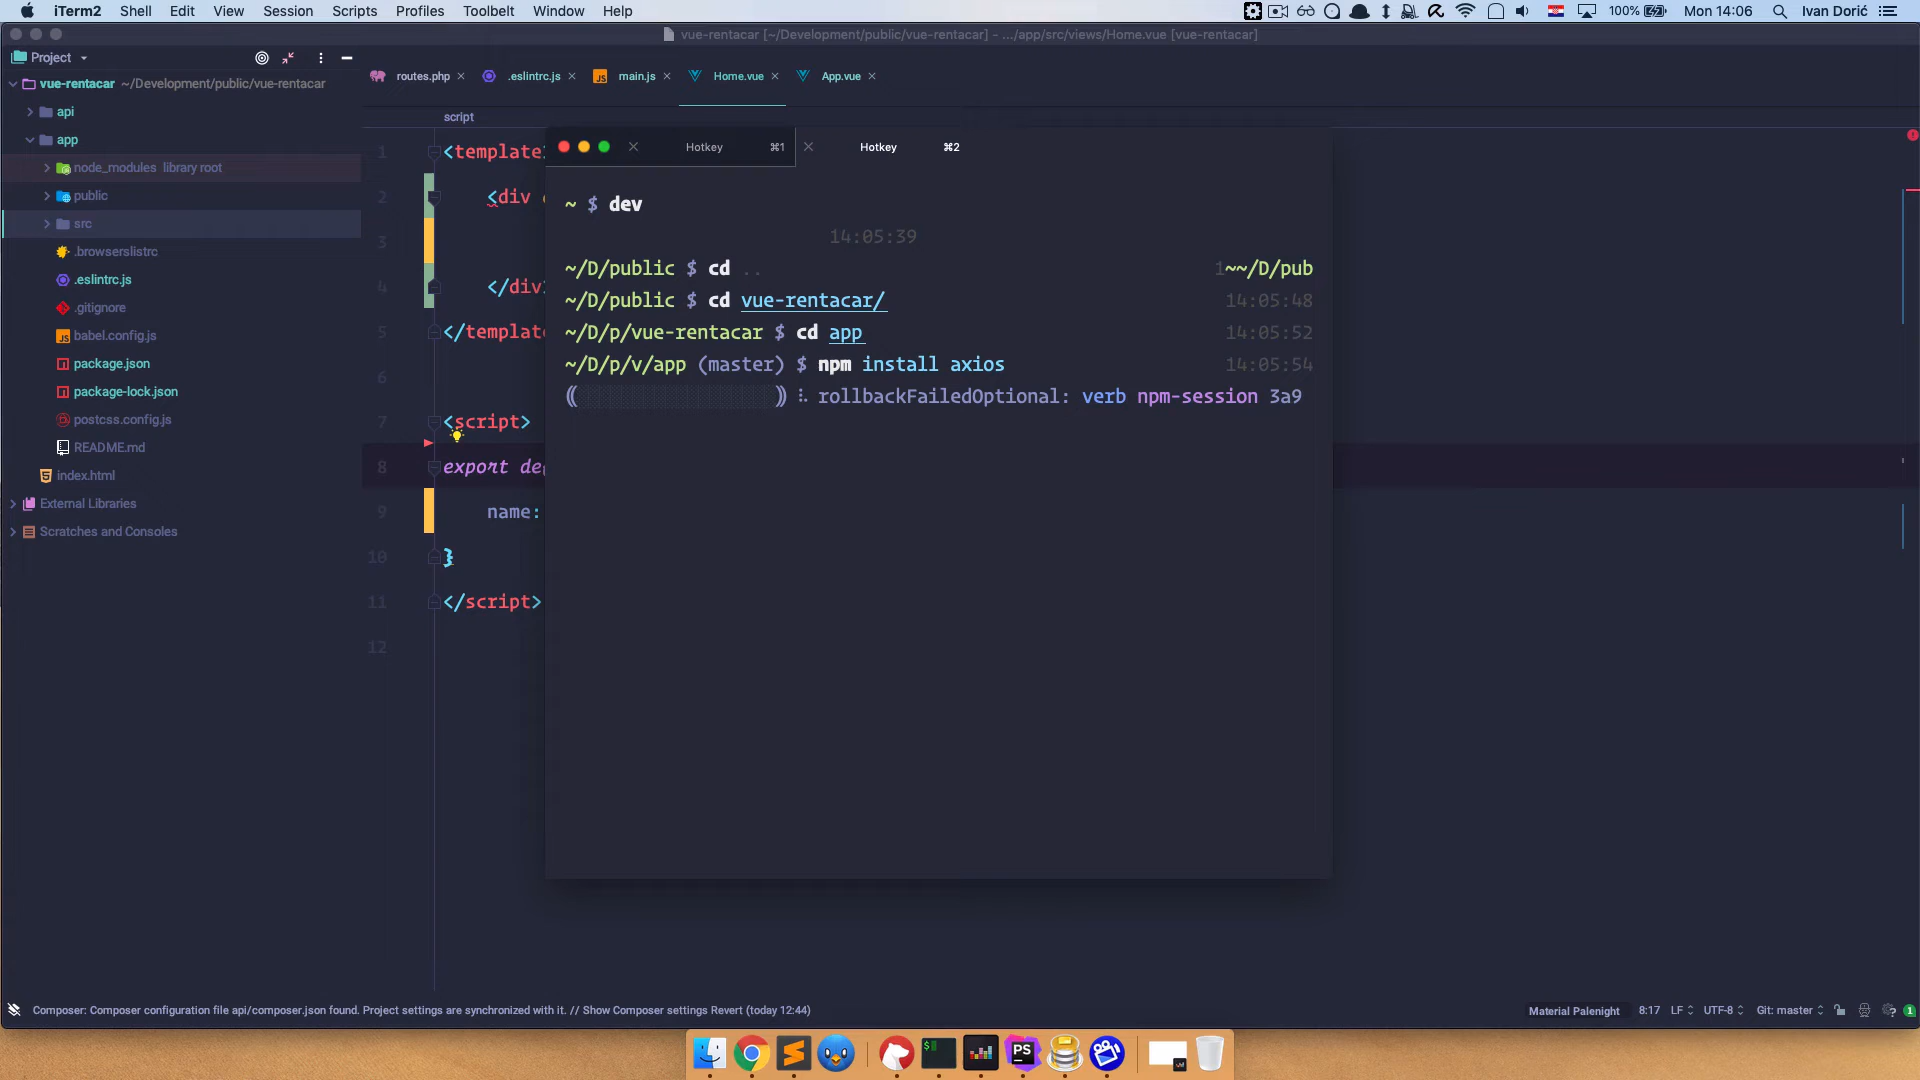 iTerm2 Shell Edit View Session Scripts Profiles Toolbelt Window Help 100% Mon 14:06 Ivan Dorić
vue-rentacar [~/Development/public/vue-rentacar] - .../app/src/views/Home.vue [vue-rentacar]
Project
routes.php .eslintrc.js main.js Home.vue App.vue
vue-rentacar ~/Development/public/vue-rentacar
api
app
node_modules library root
public
src
.browserslistrc
.eslintrc.js
.gitignore
babel.config.js
package.json
package-lock.json
postcss.config.js
README.md
index.html
External Libraries
Scratches and Consoles
script
1 <template
2 <div
3
4 </div
5 </template
6
7 <script>
8 export de
9 name:
10 }
11 </script>
12
Hotkey ⌘1 Hotkey ⌘2
~ $ dev
14:05:39
~/D/public $ cd .. 1~~/D/pub
~/D/public $ cd vue-rentacar/ 14:05:48
~/D/p/vue-rentacar $ cd app 14:05:52
~/D/p/v/app (master) $ npm install axios 14:05:54
rollbackFailedOptional: verb npm-session 3a9
Composer: Composer configuration file api/composer.json found. Project settings are synchronized with it. // Show Composer settings Revert (today 12:44) Material Palenight 8:17 LF UTF-8 Git: master 1
PS